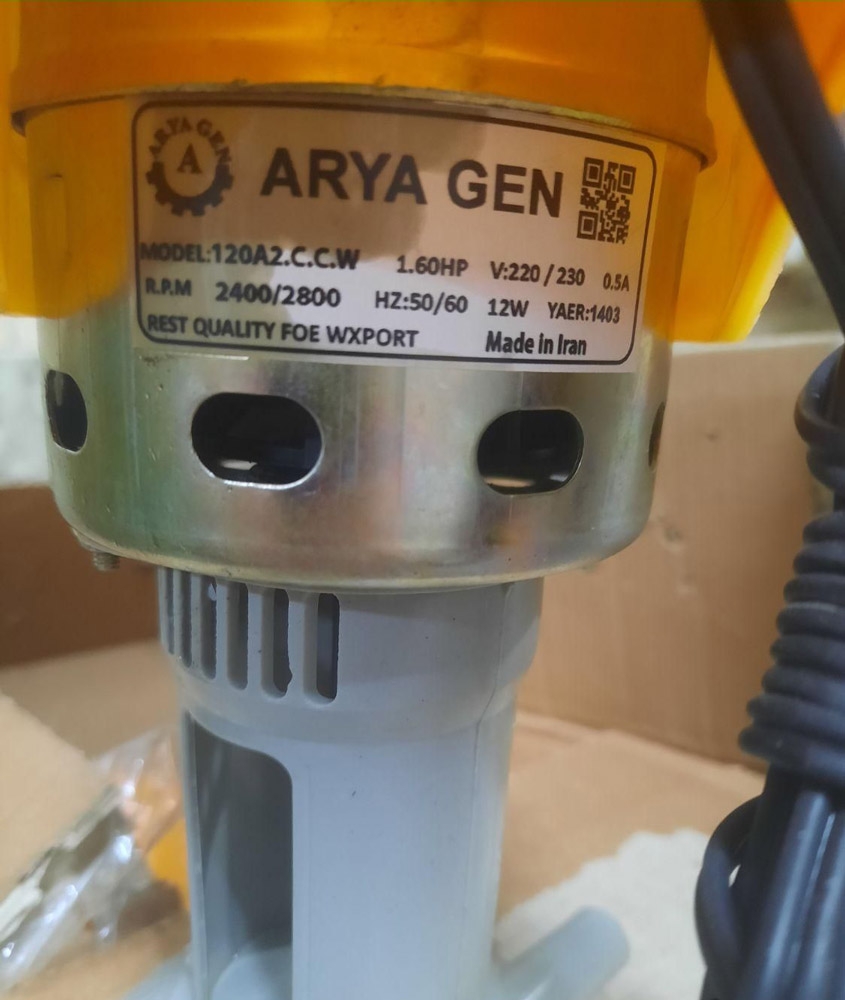 ARYA GEN
A
ARYA GEN
MODEL:120A2.C.C.W 1.60HP V:220 / 230 0.5A
R.P.M 2400/2800 HZ:50/60 12W YAER:1403
REST QUALITY FOE WXPORT Made in Iran